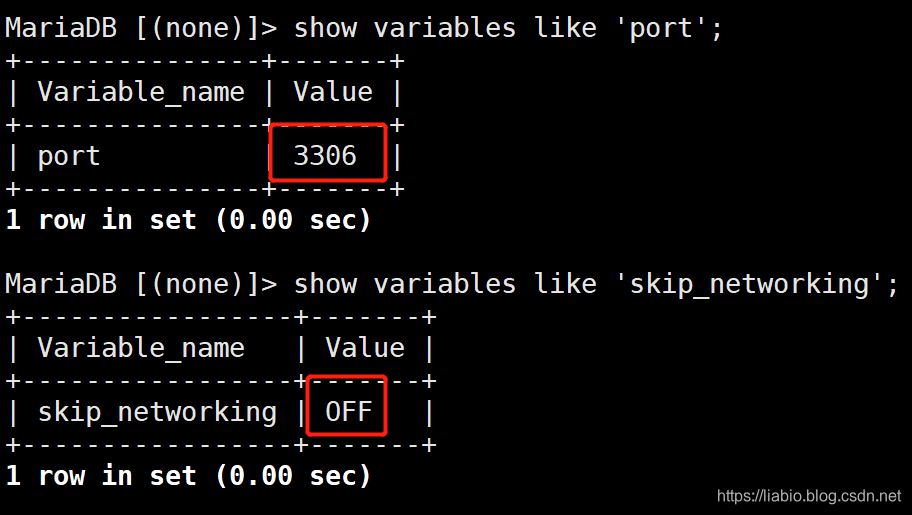 MariaDB [(none)]> show variables like 'port';
+---------------+-------+
| Variable_name | Value |
+---------------+-------+
| port          | 3306  |
+---------------+-------+
1 row in set (0.00 sec)

MariaDB [(none)]> show variables like 'skip_networking';
+-----------------+-------+
| Variable_name   | Value |
+-----------------+-------+
| skip_networking | OFF   |
+-----------------+-------+
1 row in set (0.00 sec)
https://liabio.blog.csdn.net